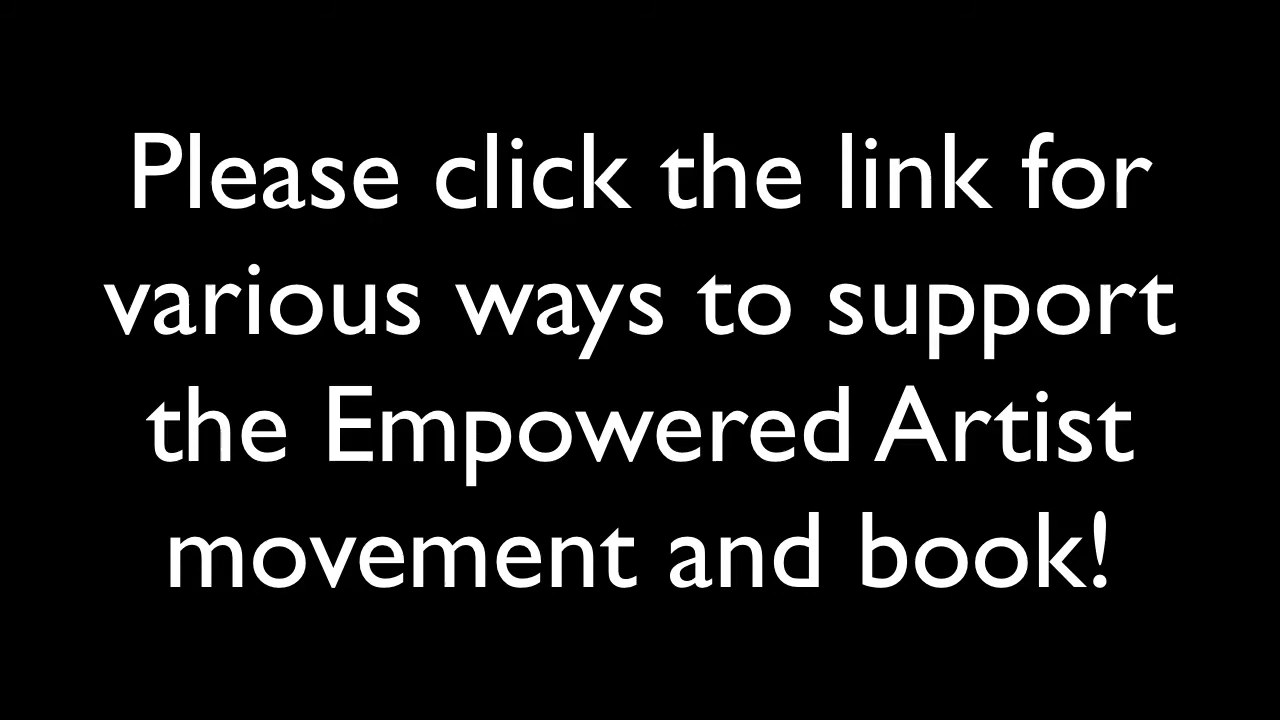 Please click the link for
various ways to support
the Empowered Artist
movement and book!